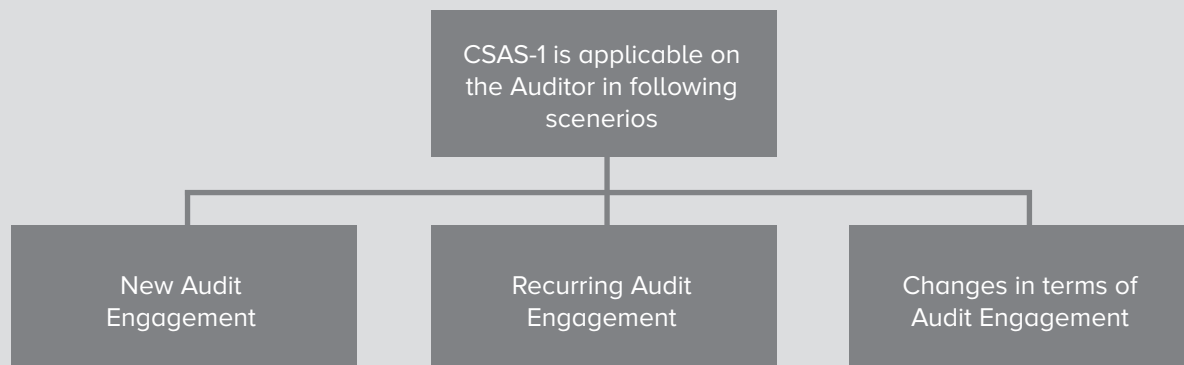 CSAS-1 is applicable on
the Auditor in following
scenerios
New Audit
Engagement
Recurring Audit
Engagement
Changes in terms of
Audit Engagement